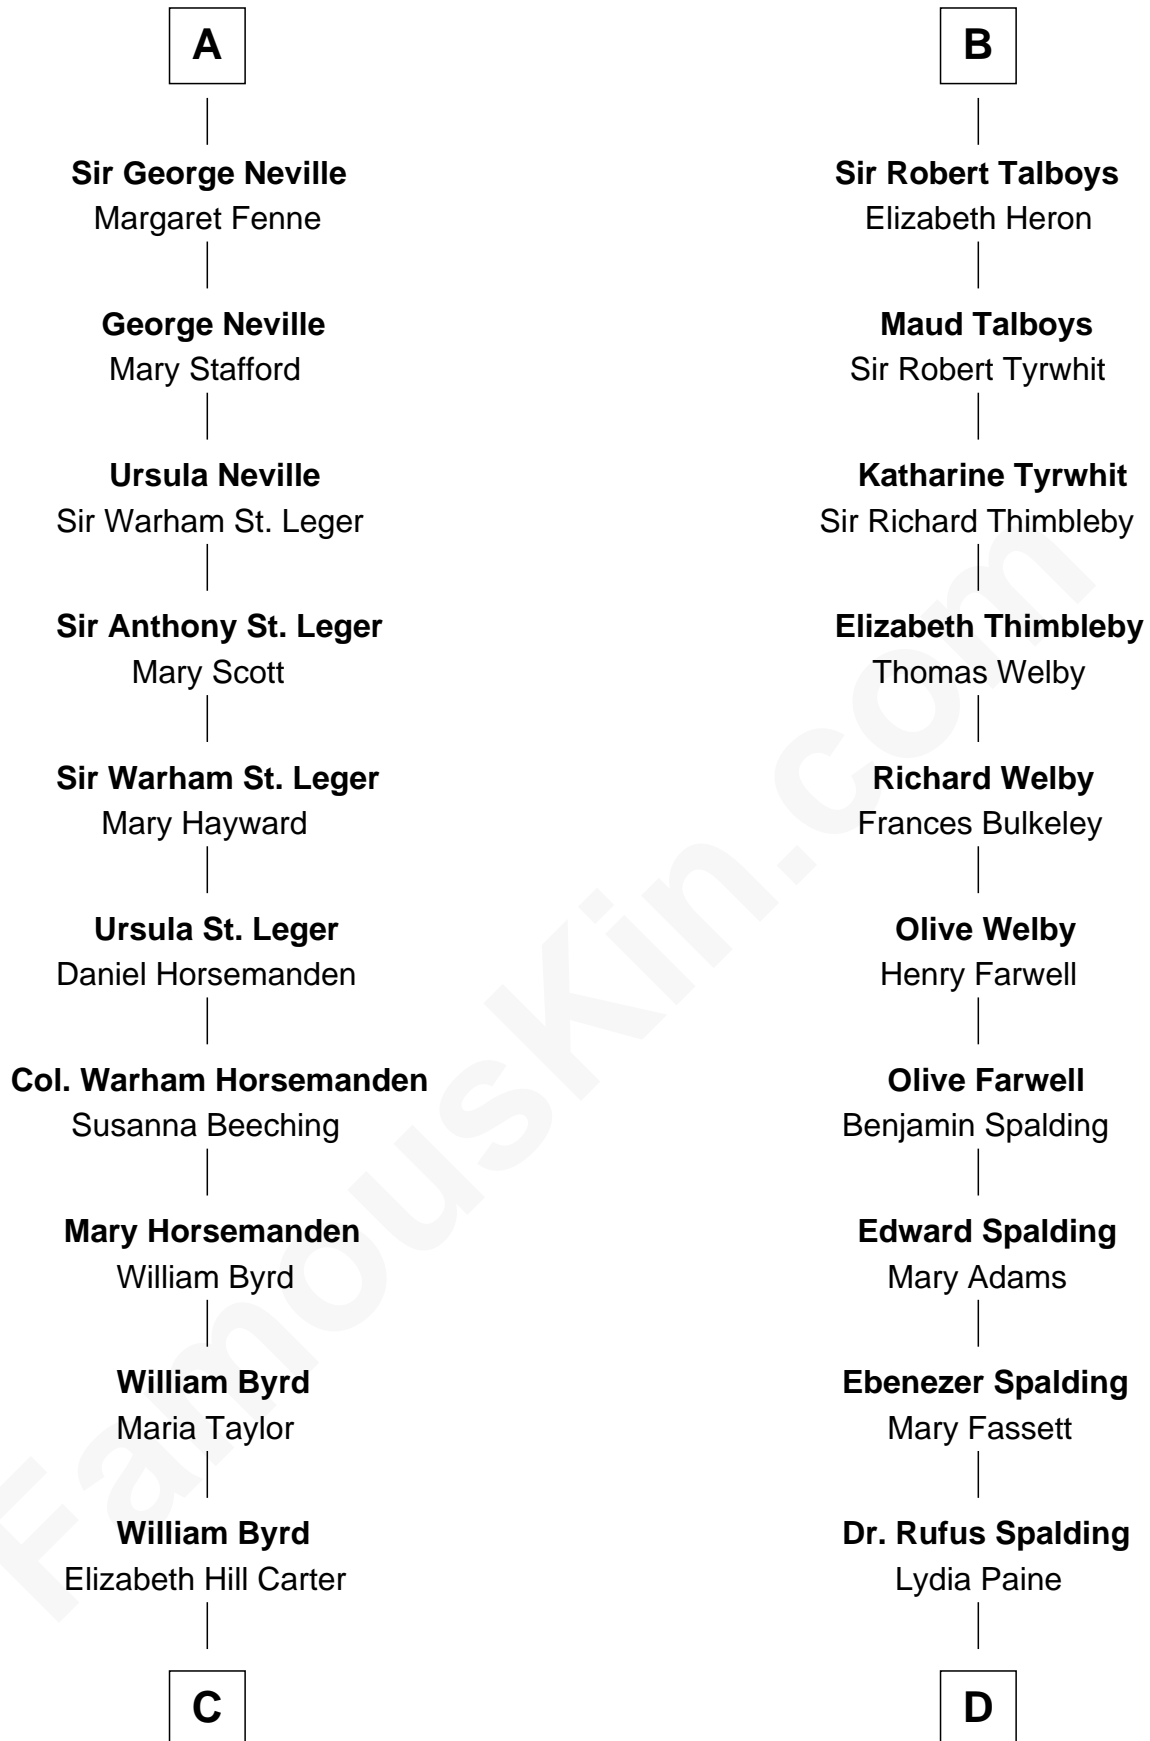 A
Sir George Neville
Margaret Fenne
George Neville
Mary Stafford
Ursula Neville
Sir Warham St. Leger
Sir Anthony St. Leger
Mary Scott
Sir Warham St. Leger
Mary Hayward
Ursula St. Leger
Daniel Horsemanden
Col. Warham Horsemanden
Susanna Beeching
Mary Horsemanden
William Byrd
William Byrd
Maria Taylor
William Byrd
Elizabeth Hill Carter
C
B
Sir Robert Talboys
Elizabeth Heron
Maud Talboys
Sir Robert Tyrwhit
Katharine Tyrwhit
Sir Richard Thimbleby
Elizabeth Thimbleby
Thomas Welby
Richard Welby
Frances Bulkeley
Olive Welby
Henry Farwell
Olive Farwell
Benjamin Spalding
Edward Spalding
Mary Adams
Ebenezer Spalding
Mary Fassett
Dr. Rufus Spalding
Lydia Paine
D
FamousKin.com